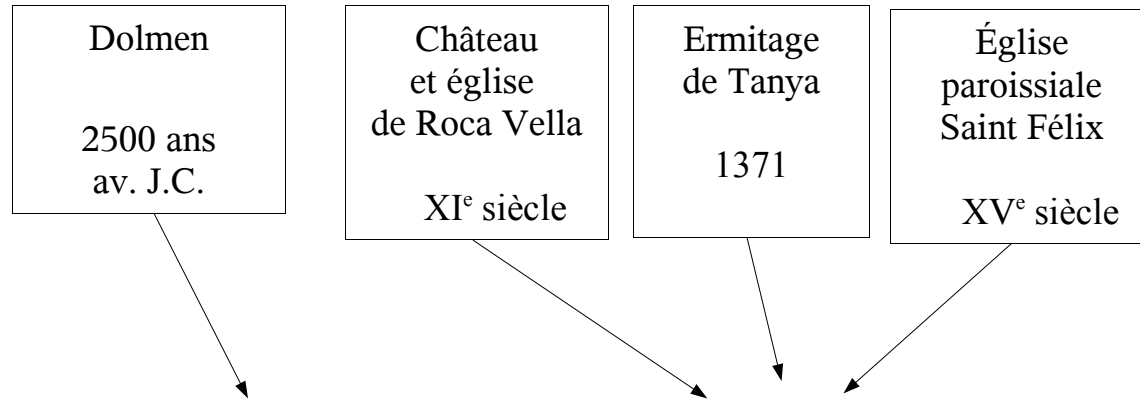 Dolmen
2500 ans
av. J.C.
Château
et église
de Roca Vella
XIe siècle
Ermitage
de Tanya
1371
Église
paroissiale
Saint Félix
XVe siècle